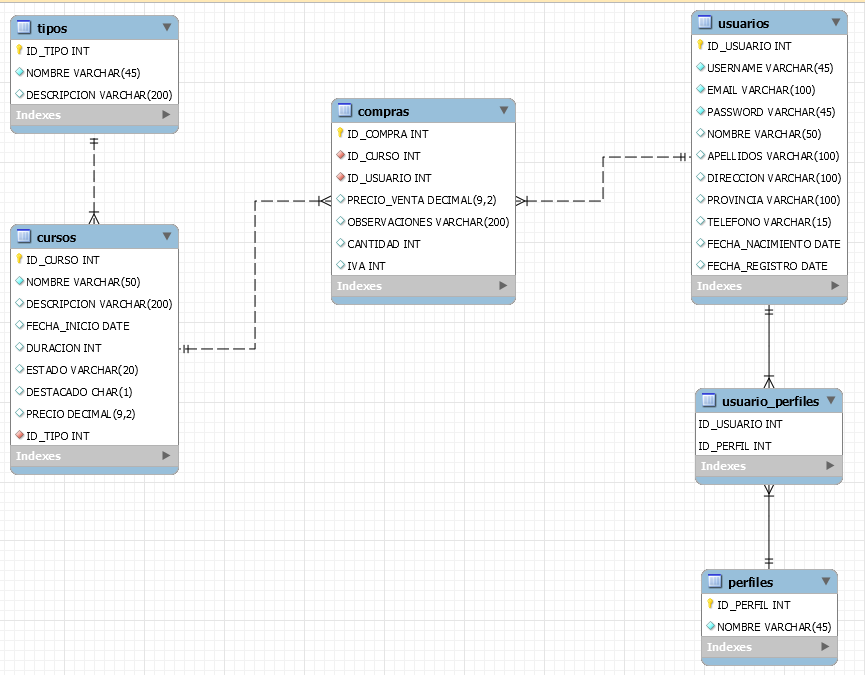 tipos
ID_TIPO INT
NOMBRE VARCHAR(45)
DESCRIPCION VARCHAR(200)
Indexes
cursos
ID_CURSO INT
NOMBRE VARCHAR(50)
DESCRIPCION VARCHAR(200)
FECHA_INICIO DATE
DURACION INT
ESTADO VARCHAR(20)
DESTACADO CHAR(1)
PRECIO DECIMAL(9,2)
ID_TIPO INT
Indexes
compras
ID_COMPRA INT
ID_CURSO INT
ID_USUARIO INT
PRECIO_VENTA DECIMAL(9,2)
OBSERVACIONES VARCHAR(200)
CANTIDAD INT
IVA INT
Indexes
usuarios
ID_USUARIO INT
USERNAME VARCHAR(45)
EMAIL VARCHAR(100)
PASSWORD VARCHAR(45)
NOMBRE VARCHAR(50)
APELLIDOS VARCHAR(100)
DIRECCION VARCHAR(100)
PROVINCIA VARCHAR(100)
TELEFONO VARCHAR(15)
FECHA_NACIMIENTO DATE
FECHA_REGISTRO DATE
Indexes
usuario_perfiles
ID_USUARIO INT
ID_PERFIL INT
Indexes
perfiles
ID_PERFIL INT
NOMBRE VARCHAR(45)
Indexes